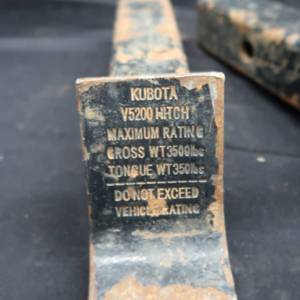 KUBOTA
V5200 HITCH
MAXIMUM RATING
GROSS WT3500lbs
TONGUE WT350lbs
DO NOT EXCEED
VEHICLE RATING